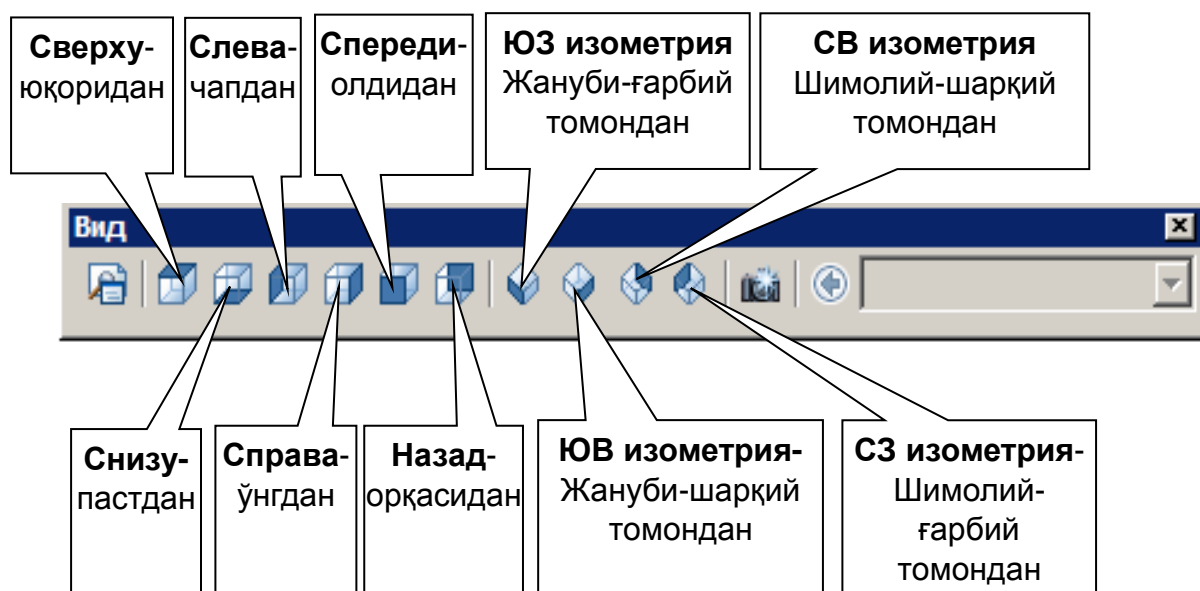 Сверху-
юқоридан
Слева-
чапдан
Спереди-
олдидан
ЮЗ изометрия
Жануби-ғарбий
томондан
СВ изометрия
Шимолий-шарқий
томондан
Вид
Снизу-
пастдан
Справа-
ўнгдан
Назад-
орқасидан
ЮВ изометрия-
Жануби-шарқий
томондан
СЗ изометрия-
Шимолий-
ғарбий
томондан